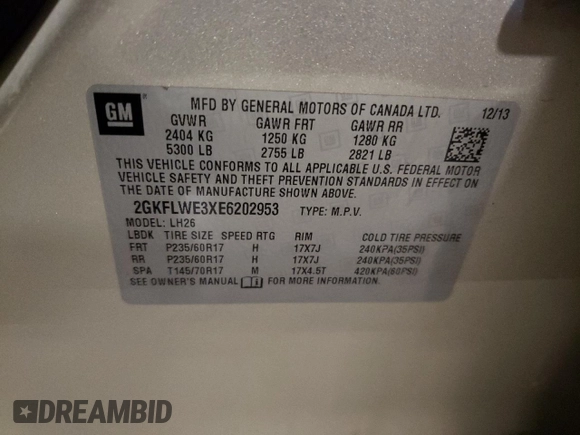 GM
MFD BY GENERAL MOTORS OF CANADA LTD. 12/13
GVWR GAWR FRT GAWR RR
2404 KG 1250 KG 1280 KG
5300 LB 2755 LB 2821 LB
THIS VEHICLE CONFORMS TO ALL APPLICABLE U.S. FEDERAL MOTOR
VEHICLE SAFETY AND THEFT PREVENTION STANDARDS IN EFFECT ON
THE DATE OF MANUFACTURE SHOWN ABOVE.
2GKFLWE3XE6202953 TYPE: M.P.V.
MODEL: LH26
LBDK TIRE SIZE SPEED RTG RIM COLD TIRE PRESSURE
FRT P235/60R17 H 17X7J 240KPA(35PSI)
RR P235/60R17 H 17X7J 240KPA(35PSI)
SPA T145/70R17 M 17X4.5T 420KPA(60PSI)
SEE OWNER'S MANUAL FOR MORE INFORMATION.
DREAMBID